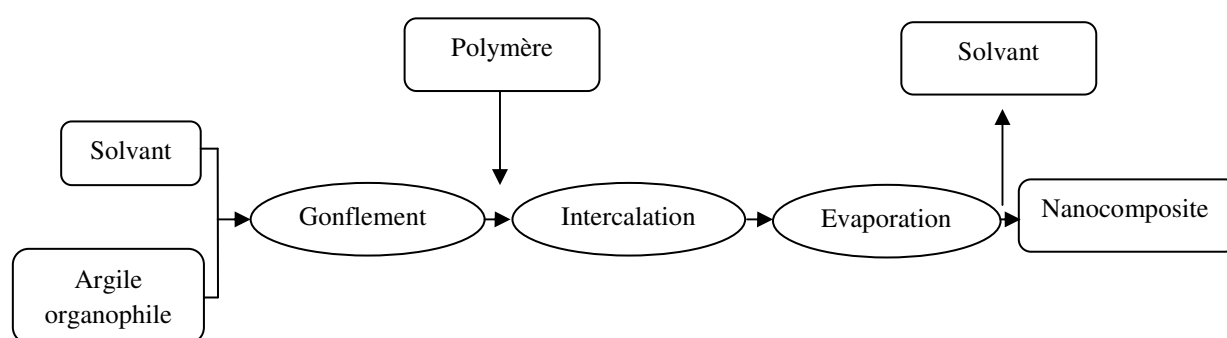 Polymère
Solvant
Solvant
Gonflement
Intercalation
Evaporation
Nanocomposite
Argile
organophile